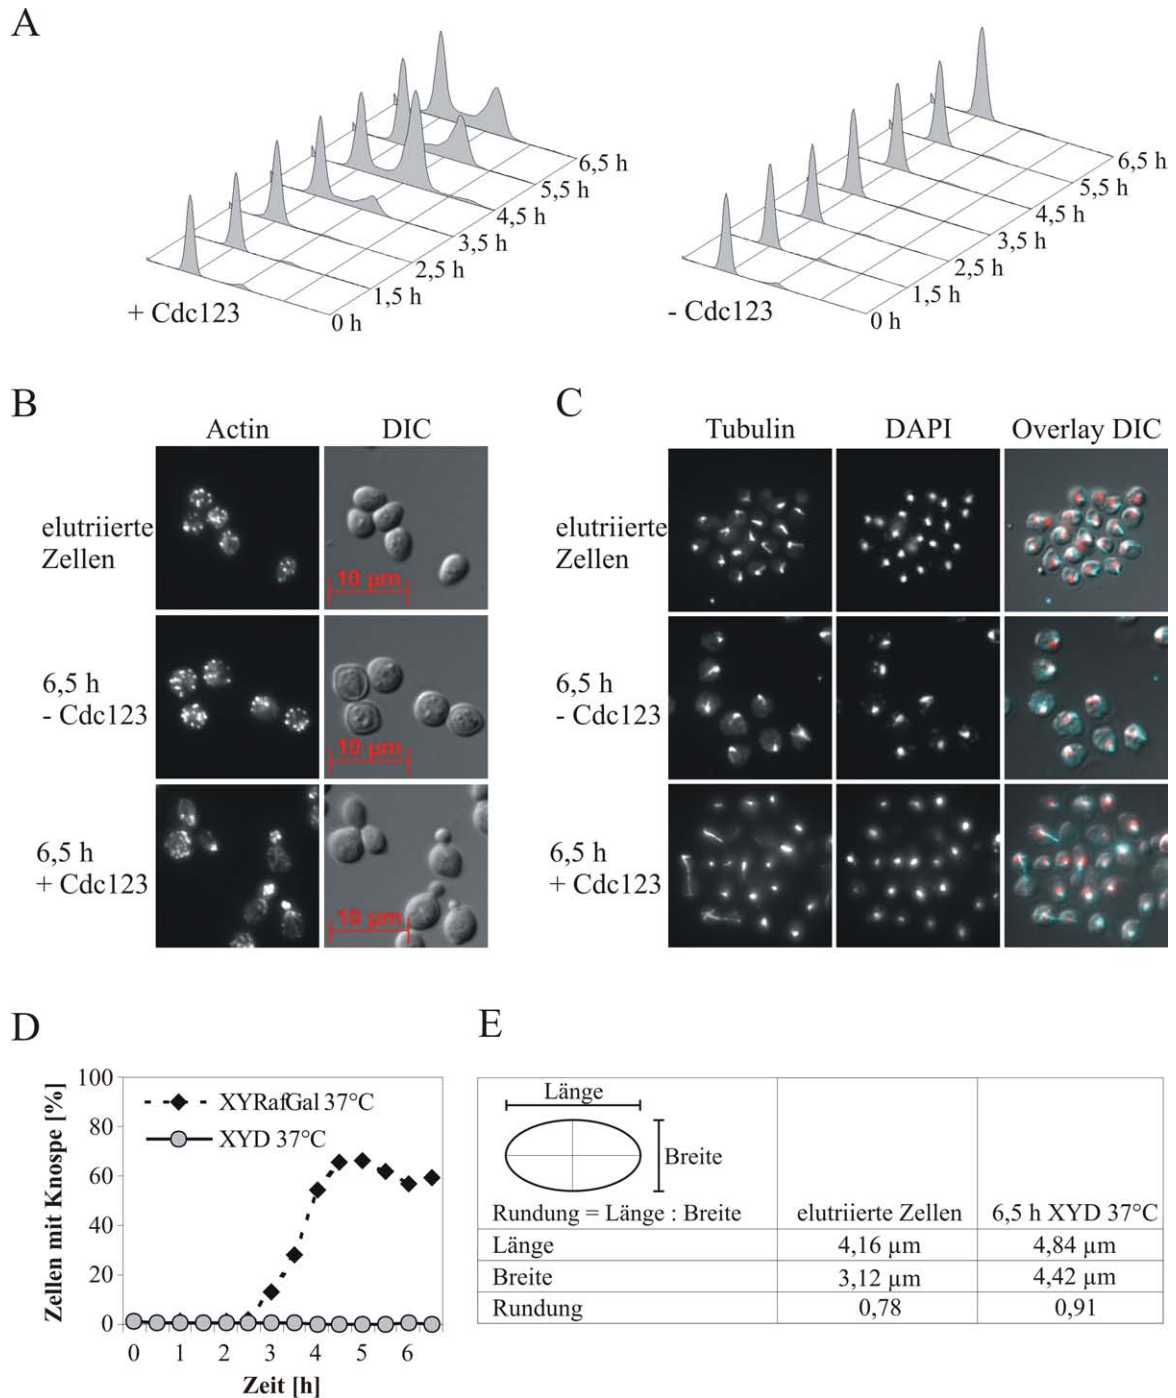 A
6,5 h
5,5 h
4,5 h
3,5 h
2,5 h
1,5 h
0 h
+ Cdc123
6,5 h
5,5 h
4,5 h
3,5 h
2,5 h
1,5 h
0 h
- Cdc123
B
Actin DIC
elutriierte
Zellen
10 µm
6,5 h
- Cdc123
10 µm
6,5 h
+ Cdc123
10 µm
C
Tubulin DAPI Overlay DIC
elutriierte
Zellen
6,5 h
- Cdc123
6,5 h
+ Cdc123
D
Zellen mit Knospe [%]
100
80
60
40
20
0
XYRafGal 37°C
XYD 37°C
0 1 2 3 4 5 6
Zeit [h]
E
Länge
Breite
Rundung = Länge : Breite elutriierte Zellen 6,5 h XYD 37°C
Länge 4,16 µm 4,84 µm
Breite 3,12 µm 4,42 µm
Rundung 0,78 0,91